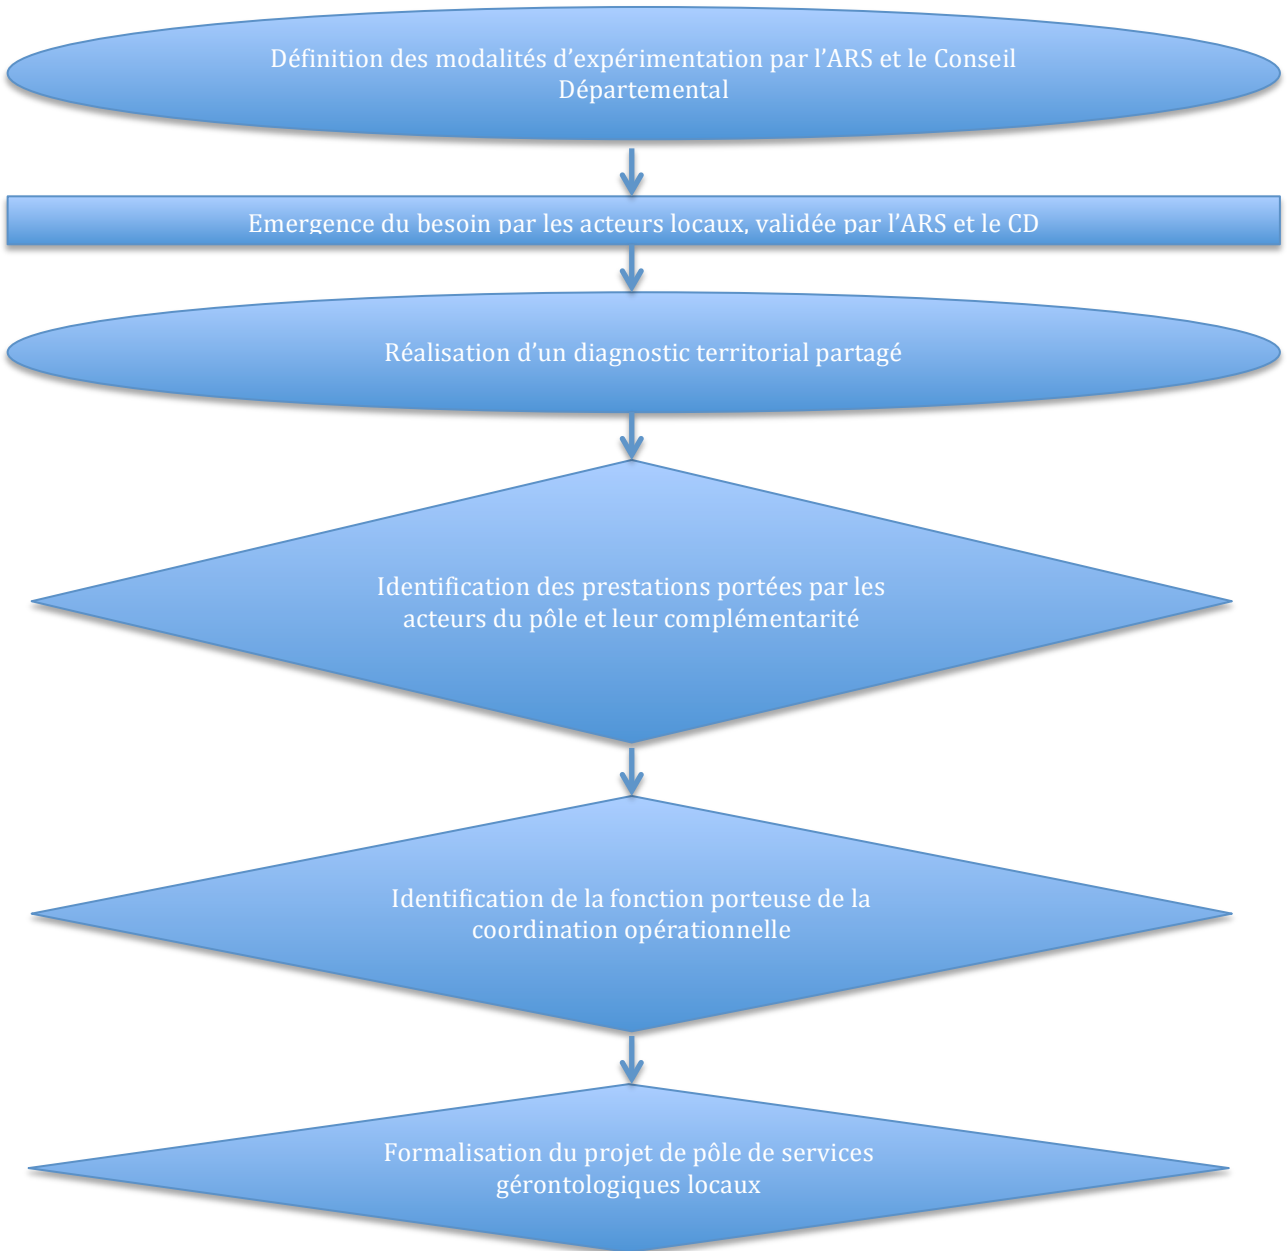 Définition des modalités d’expérimentation par l’ARS et le Conseil
Départemental
Emergence du besoin par les acteurs locaux, validée par l’ARS et le CD
Réalisation d’un diagnostic territorial partagé
Identification des prestations portées par les
acteurs du pôle et leur complémentarité
Identification de la fonction porteuse de la
coordination opérationnelle
Formalisation du projet de pôle de services
gérontologiques locaux